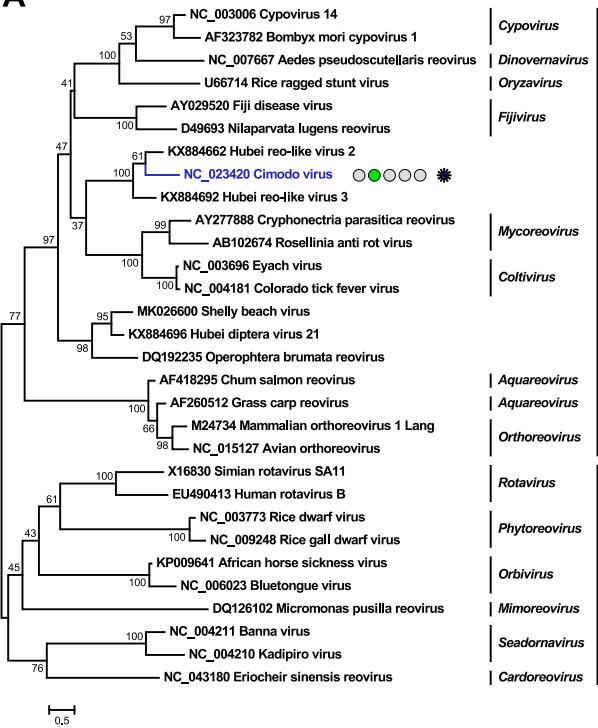 A
NC_003006 Cypovirus 14
97
AF323782 Bombyx mori cypovirus 1
Cypovirus
53
NC_007667 Aedes pseudoscutellaris reovirus
Dinovernavirus
100
U66714 Rice ragged stunt virus
Oryzavirus
41
AY029520 Fiji disease virus
100
D49693 Nilaparvata lugens reovirus
Fijivirus
47
KX884662 Hubei reo-like virus 2
61
NC_023420 Cimodo virus
100
KX884692 Hubei reo-like virus 3
37
AY277888 Cryphonectria parasitica reovirus
99
AB102674 Rosellinia anti rot virus
Mycoreovirus
100
NC_003696 Eyach virus
100
NC_004181 Colorado tick fever virus
Coltivirus
97
MK026600 Shelly beach virus
95
KX884696 Hubei diptera virus 21
98
DQ192235 Operophtera brumata reovirus
77
AF418295 Chum salmon reovirus
Aquareovirus
100
AF260512 Grass carp reovirus
Aquareovirus
66
M24734 Mammalian orthoreovirus 1 Lang
98
NC_015127 Avian orthoreovirus
Orthoreovirus
X16830 Simian rotavirus SA11
100
EU490413 Human rotavirus B
Rotavirus
61
NC_003773 Rice dwarf virus
100
NC_009248 Rice gall dwarf virus
Phytoreovirus
43
KP009641 African horse sickness virus
100
NC_006023 Bluetongue virus
Orbivirus
45
DQ126102 Micromonas pusilla reovirus
Mimoreovirus
NC_004211 Banna virus
100
NC_004210 Kadipiro virus
Seadornavirus
76
NC_043180 Eriocheir sinensis reovirus
Cardoreovirus
0.5